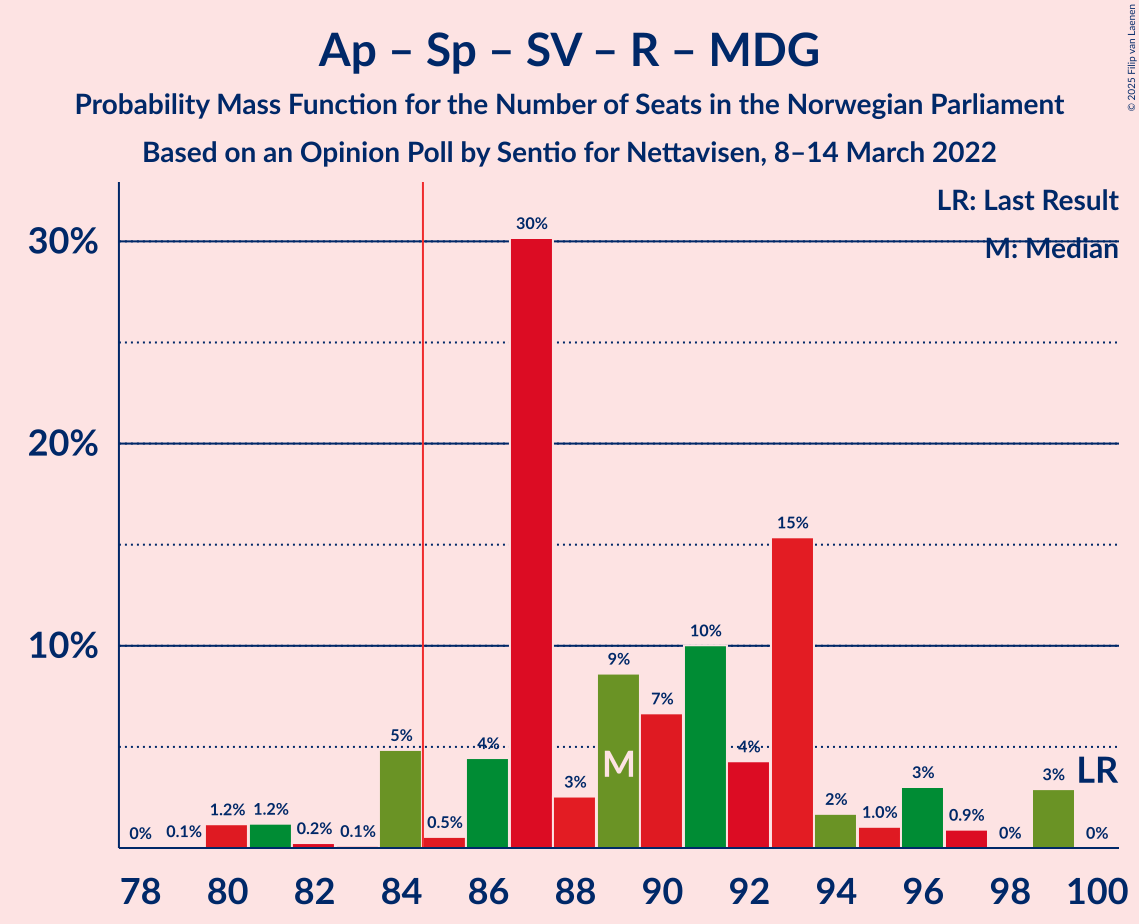 Ap – Sp – SV – R – MDG
Probability Mass Function for the Number of Seats in the Norwegian Parliament
Based on an Opinion Poll by Sentio for Nettavisen, 8–14 March 2022
© 2025 Filip van Laenen
LR: Last Result
M: Median
30%
20%
10%
0%
0.1%
1.2%
1.2%
0.2%
0.1%
5%
0.5%
4%
30%
3%
9%
7%
10%
4%
15%
2%
1.0%
3%
0.9%
0%
3%
0%
M
LR
78 80 82 84 86 88 90 92 94 96 98 100